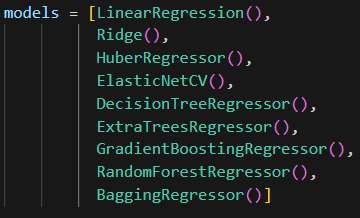 models = [LinearRegression(),
Ridge(),
HuberRegressor(),
ElasticNetCV(),
DecisionTreeRegressor(),
ExtraTreesRegressor(),
GradientBoostingRegressor(),
RandomForestRegressor(),
BaggingRegressor()]